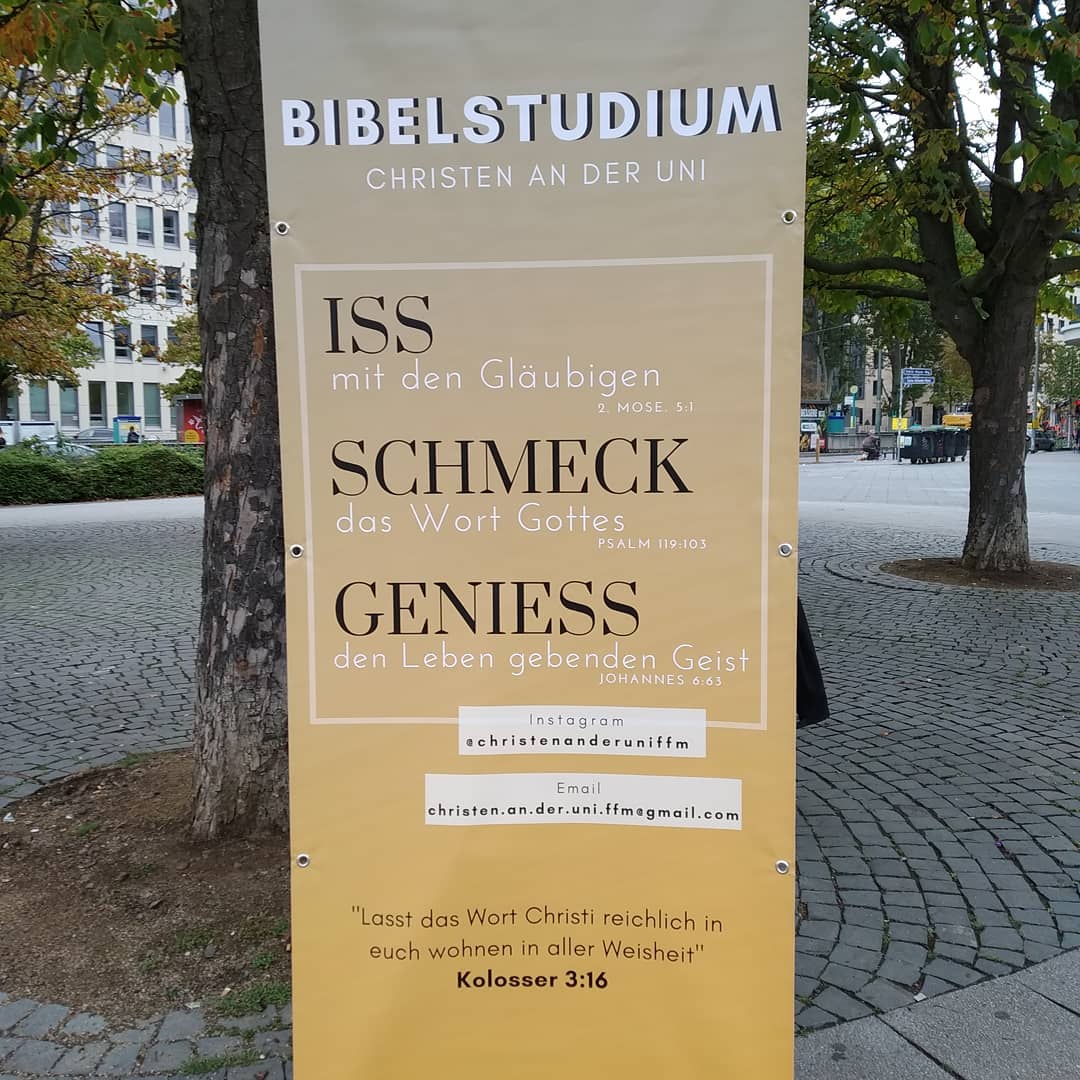 BIBELSTUDIUM
CHRISTEN AN DER UNI
ISS
mit den Gläubigen
2. MOSE. 5:1
SCHMECK
das Wort Gottes
PSALM 119:103
GENIESS
den Leben gebenden Geist
JOHANNES 6:63
Instagram
@christenanderuniffm
Email
christen.an.der.uni.ffm@gmail.com
"Lasst das Wort Christi reichlich in
euch wohnen in aller Weisheit"
Kolosser 3:16